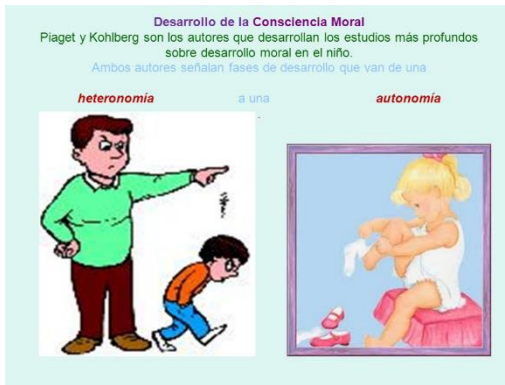 Desarrollo de la Consciencia Moral
Piaget y Kohlberg son los autores que desarrollan los estudios más profundos
sobre desarrollo moral en el niño.
Ambos autores señalan fases de desarrollo que van de una
heteronomía a una autonomía
.